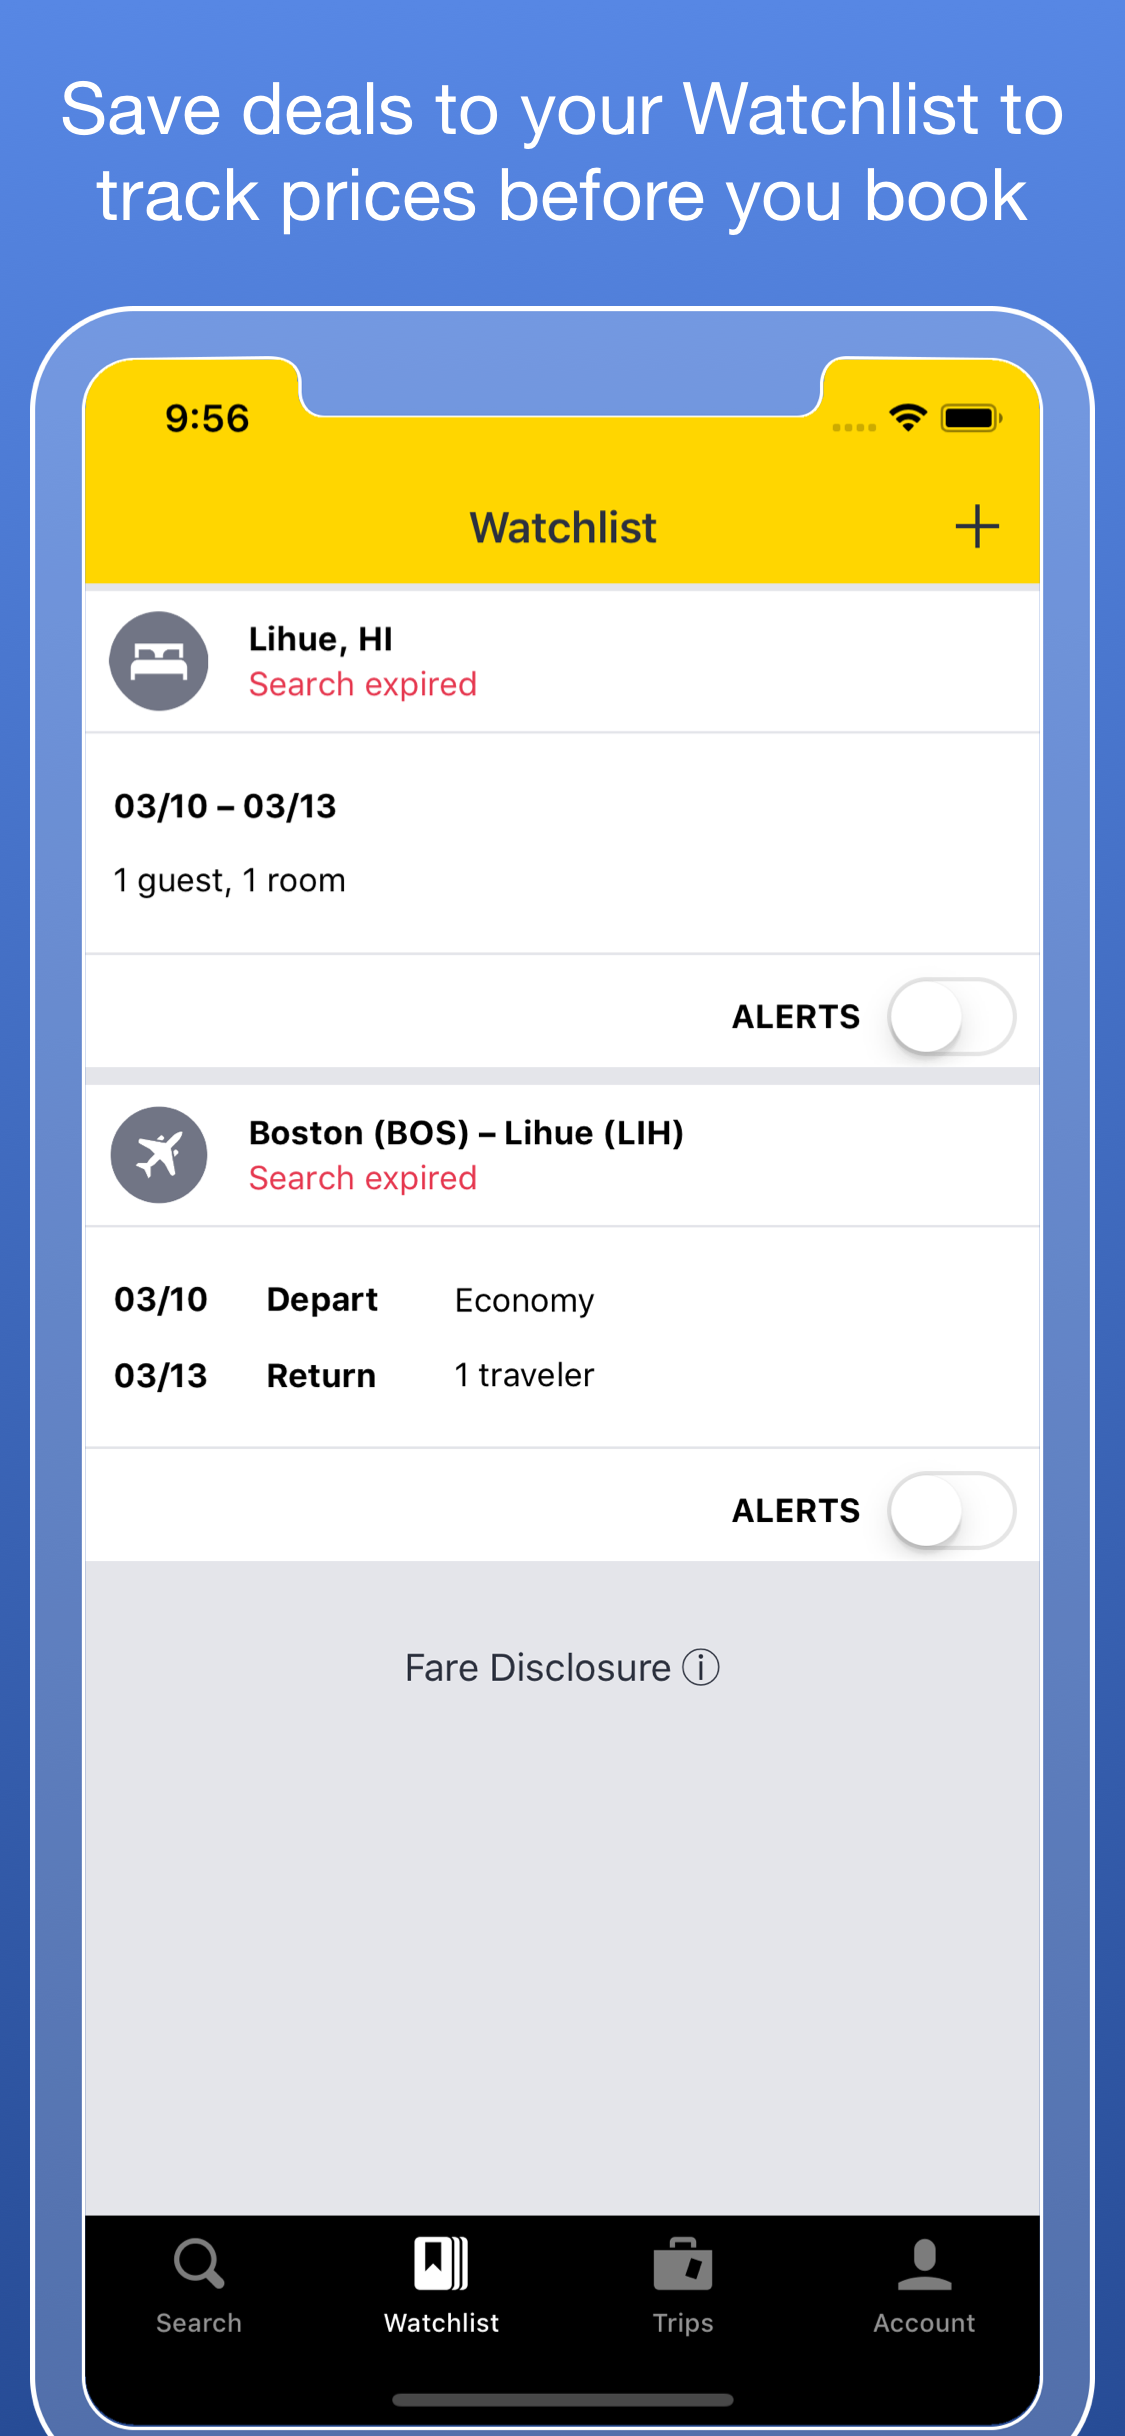 Save deals to your Watchlist to
track prices before you book
9:56
Watchlist
Lihue, HI
Search expired
03/10 – 03/13
1 guest, 1 room
ALERTS
Boston (BOS) – Lihue (LIH)
Search expired
03/10 Depart Economy
03/13 Return 1 traveler
ALERTS
Fare Disclosure ⓘ
Search Watchlist Trips Account